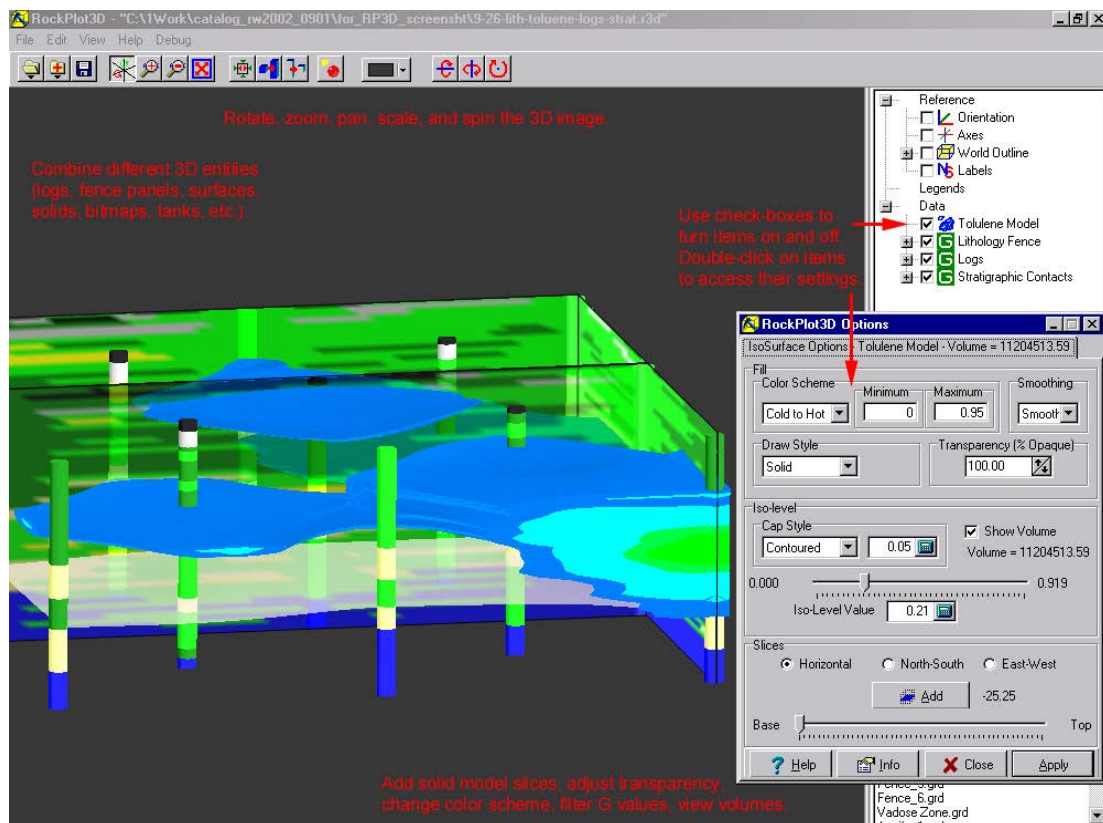 RockPlot3D - "C:\1Work\catalog_rw2002_0901\for_RP3D_screensht\9-26-lith-toluene-logs-strat.r3d"
File Edit View Help Debug
Rotate, zoom, pan, scale, and spin the 3D image.
Combine different 3D entities
(logs, fence panels, surfaces,
solids, bitmaps, tanks, etc.)
Use check-boxes to
turn items on and off.
Double-click on items
to access their settings.
Reference
Orientation
Axes
World Outline
Labels
Legends
Data
Tolulene Model
Lithology Fence
Logs
Stratigraphic Contacts
RockPlot3D Options
IsoSurface Options - Tolulene Model - Volume = 11204513.59
Fill
Color Scheme
Minimum
Maximum
Smoothing
Cold to Hot
0
0.95
Smooth
Draw Style
Transparency (% Opaque)
Solid
100.00
Iso-level
Cap Style
Show Volume
Contoured
0.05
Volume = 11204513.59
0.000
0.919
Iso-Level Value
0.21
Slices
Horizontal
North-South
East-West
Add
-25.25
Base
Top
Help
Info
Close
Apply
Add solid model slices, adjust transparency,
change color scheme, filter G values, view volumes.
Fence_6.grd
Vadose Zone.grd